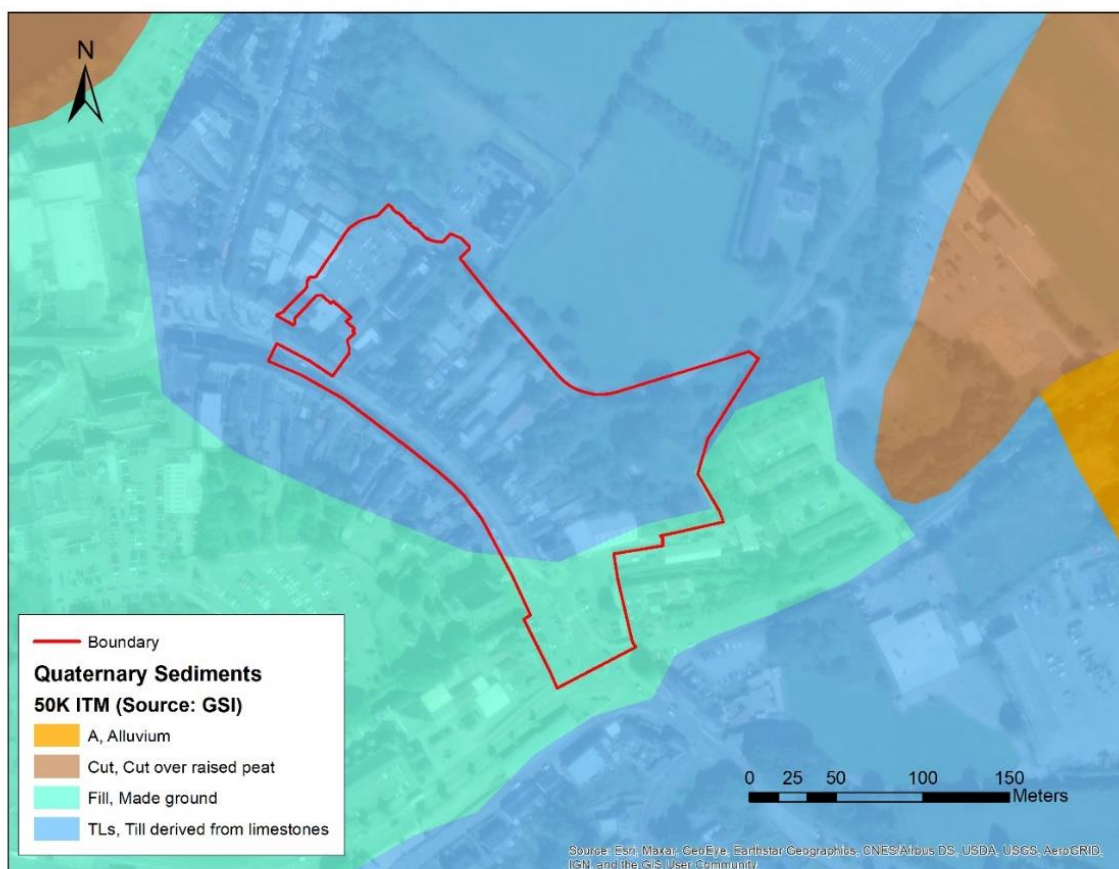 N
Boundary
Quaternary Sediments
50K ITM (Source: GSI)
A, Alluvium
Cut, Cut over raised peat
Fill, Made ground
TLs, Till derived from limestones
0 25 50 100 150
Meters
Source: Esri, Maxar, GeoEye, Earthstar Geographics, CNES/Airbus DS, USDA, USGS, AeroGRID,
IGN, and the GIS User Community